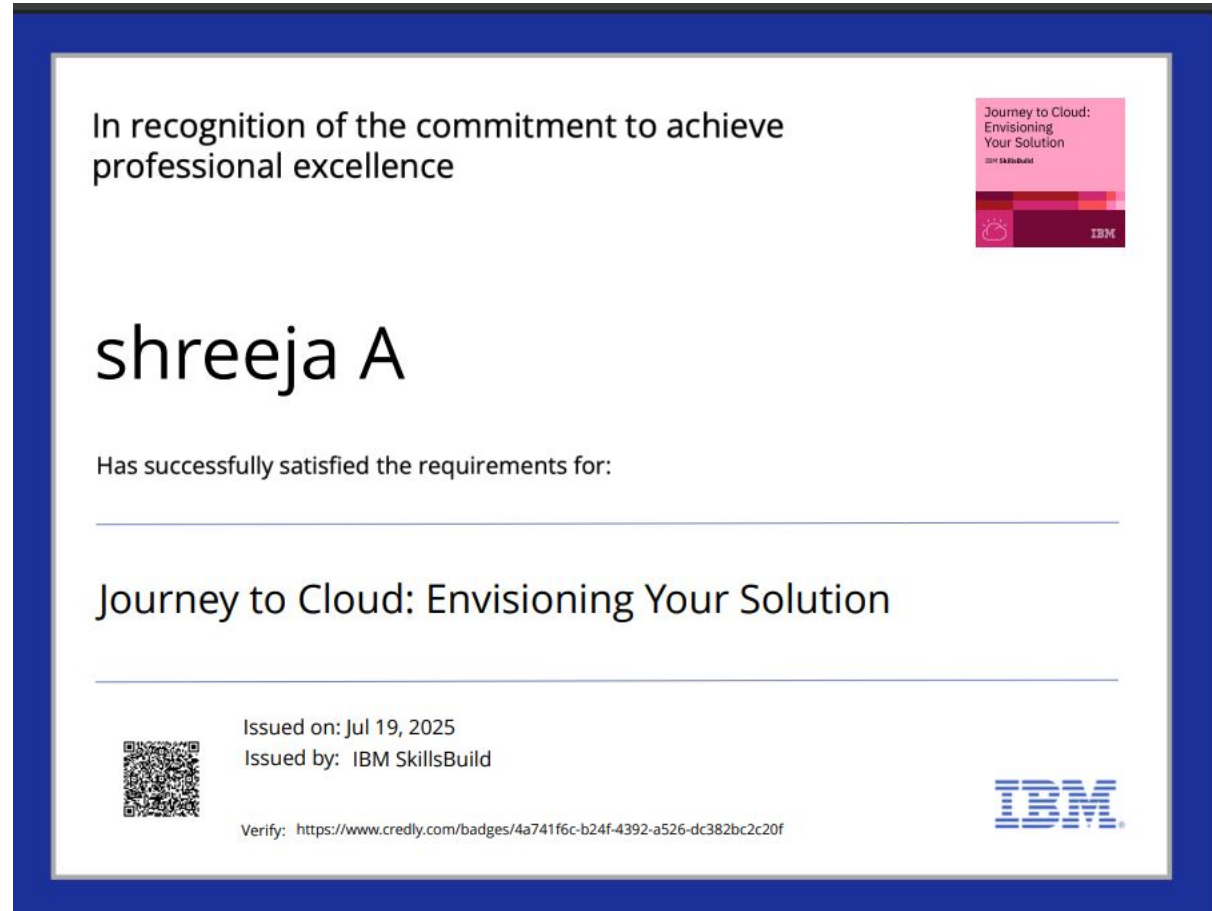 In recognition of the commitment to achieve
professional excellence
Journey to Cloud:
Envisioning
Your Solution
IBM SkillsBuild
IBM
shreeja A
Has successfully satisfied the requirements for:
Journey to Cloud: Envisioning Your Solution
Issued on: Jul 19, 2025
Issued by: IBM SkillsBuild
Verify: https://www.credly.com/badges/4a741f6c-b24f-4392-a526-dc382bc2c20f
IBM®